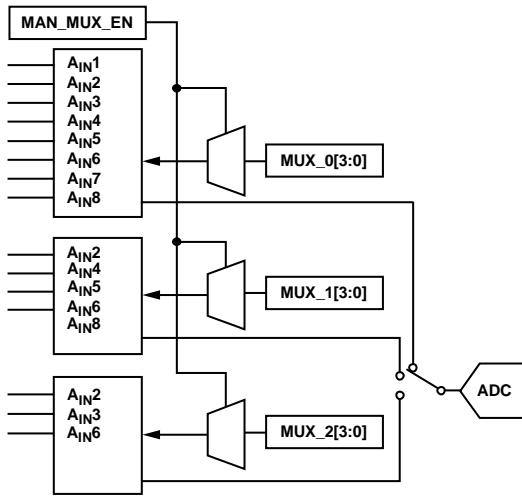 MAN_MUX_EN
AIN1
AIN2
AIN3
AIN4
AIN5
AIN6
AIN7
AIN8
MUX_0[3:0]
AIN2
AIN4
AIN5
AIN6
AIN8
MUX_1[3:0]
ADC
AIN2
AIN3
AIN6
MUX_2[3:0]